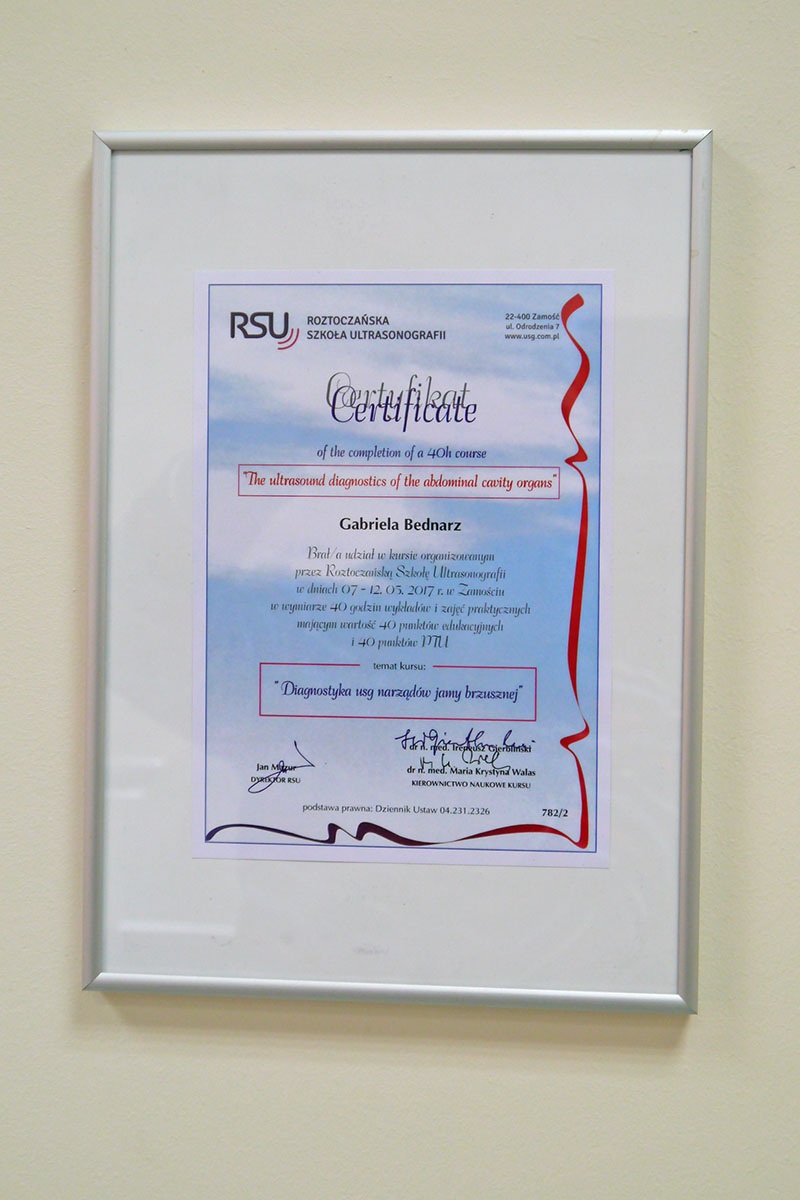 RSU ROZTOCZAŃSKA
SZKOŁA ULTRASONOGRAFII
22-400 Zamość
ul. Odrodzenia 7
www.usg.com.pl
Certyfikat
Certificate
of the completion of a 40h course
"The ultrasound diagnostics of the abdominal cavity organs"
Gabriela Bednarz
Brał/a udział w kursie organizowanym
przez Roztoczańską Szkołę Ultrasonografii
w dniach 07 - 12. 05. 2017 r. w Zamościu
w wymiarze 40 godzin wykładów i zajęć praktycznych
mającym wartość 40 punktów edukacyjnych
i 40 punktów PTU
temat kursu:
"Diagnostyka usg narządów jamy brzusznej"
Jan
DYREKTOR RSU
dr n. med. Ireneusz Gierbliński
dr n. med. Maria Krystyna Walas
KIEROWNICTWO NAUKOWE KURSU
podstawa prawna: Dziennik Ustaw 04.231.2326
782/2